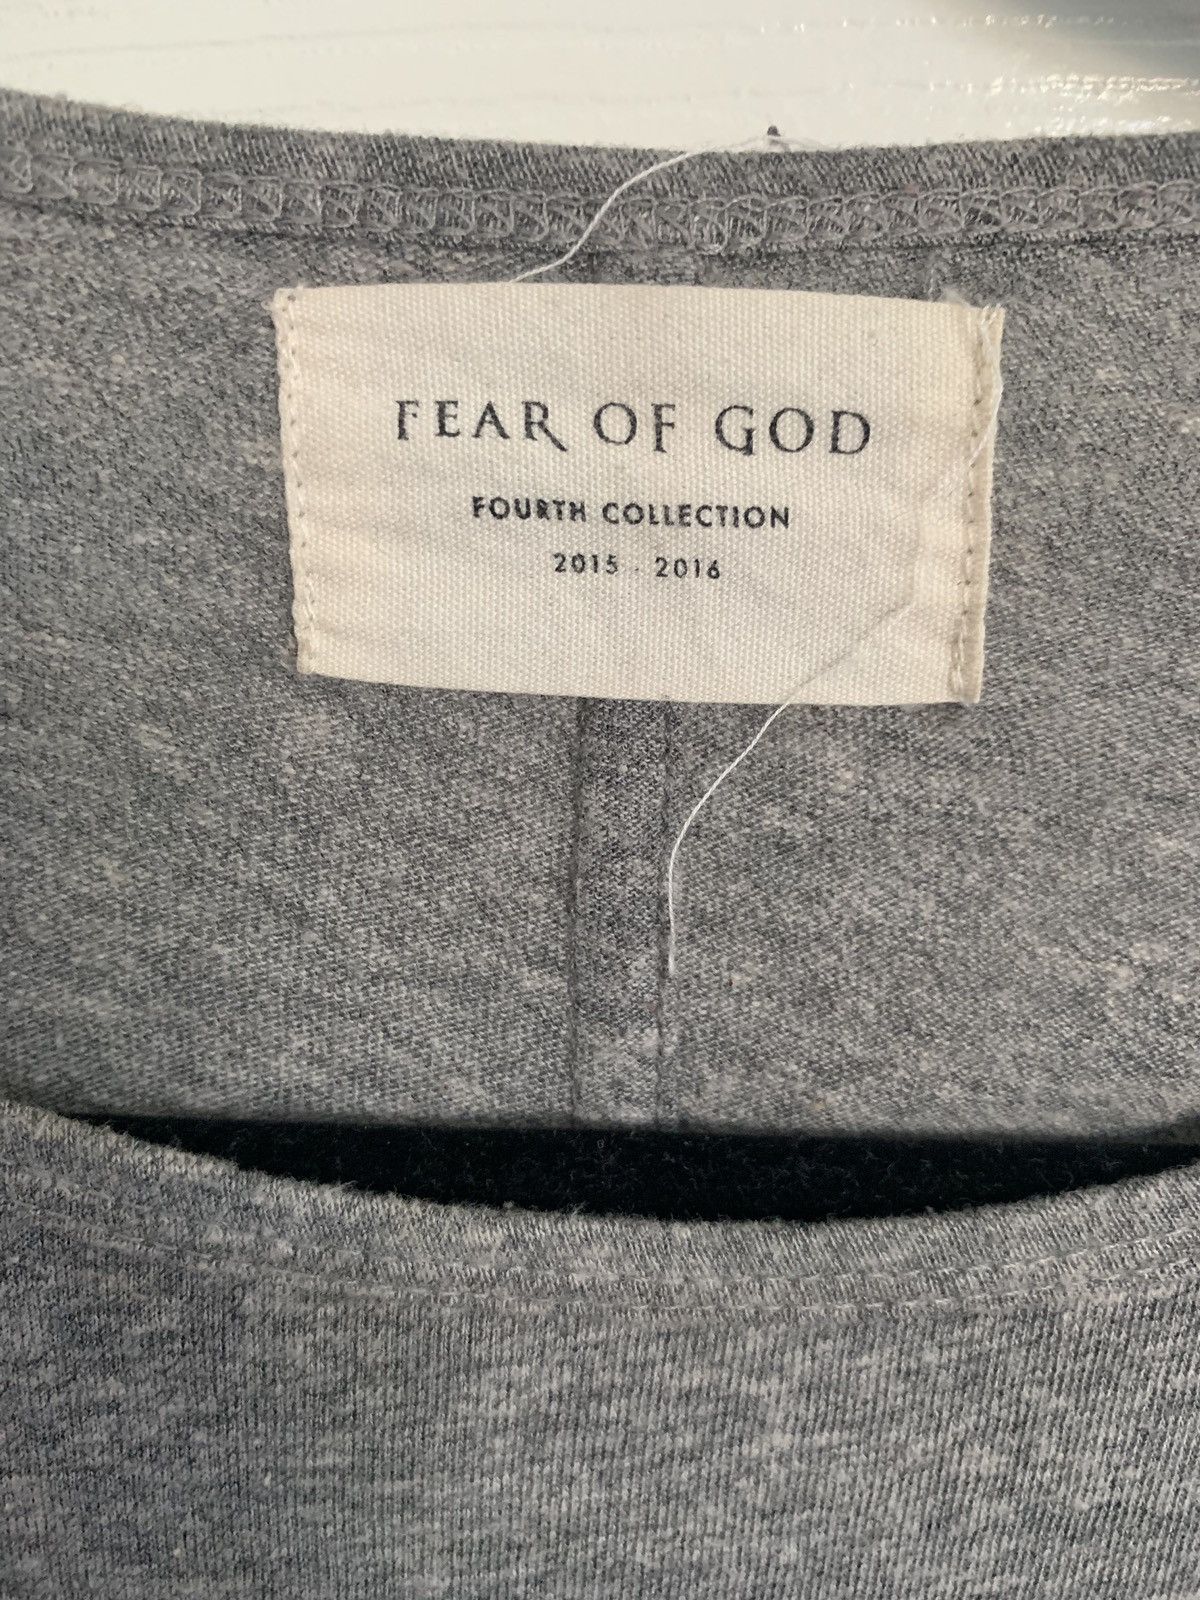 FEAR OF GOD
FOURTH COLLECTION
2015 - 2016